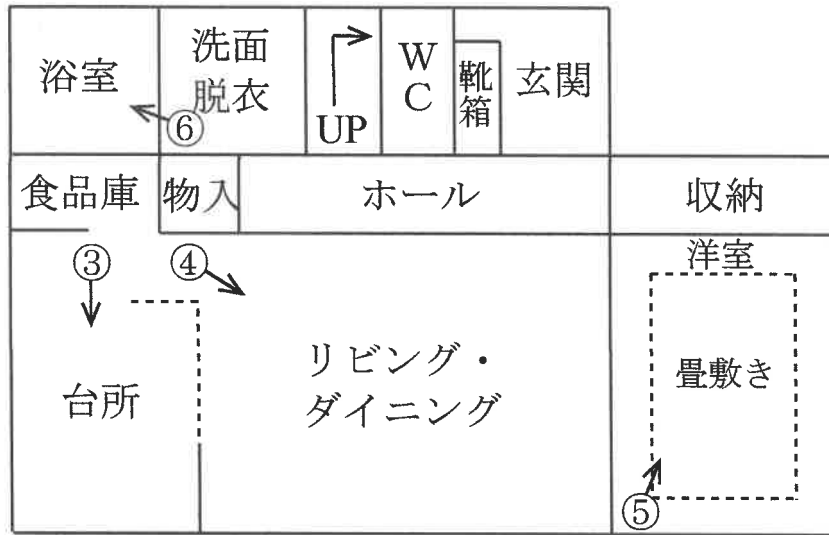 浴室
洗面
脱衣
UP
WC
靴箱
玄関
⑥
食品庫
物入
ホール
収納
③
④
洋室
台所
リビング・
ダイニング
畳敷き
⑤